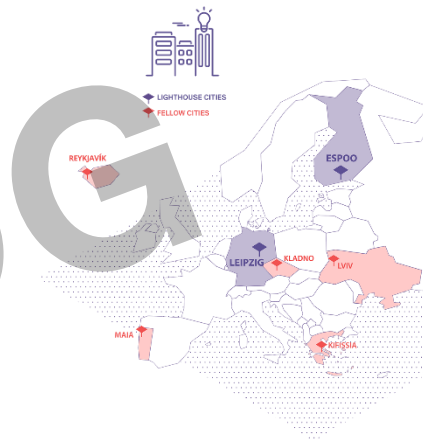 LIGHTHOUSE CITIES
FELLOW CITIES
REYKJAVÍK
ESPOO
LEIPZIG
KLADNO
LVIV
MAIA
KIFISSIA
G